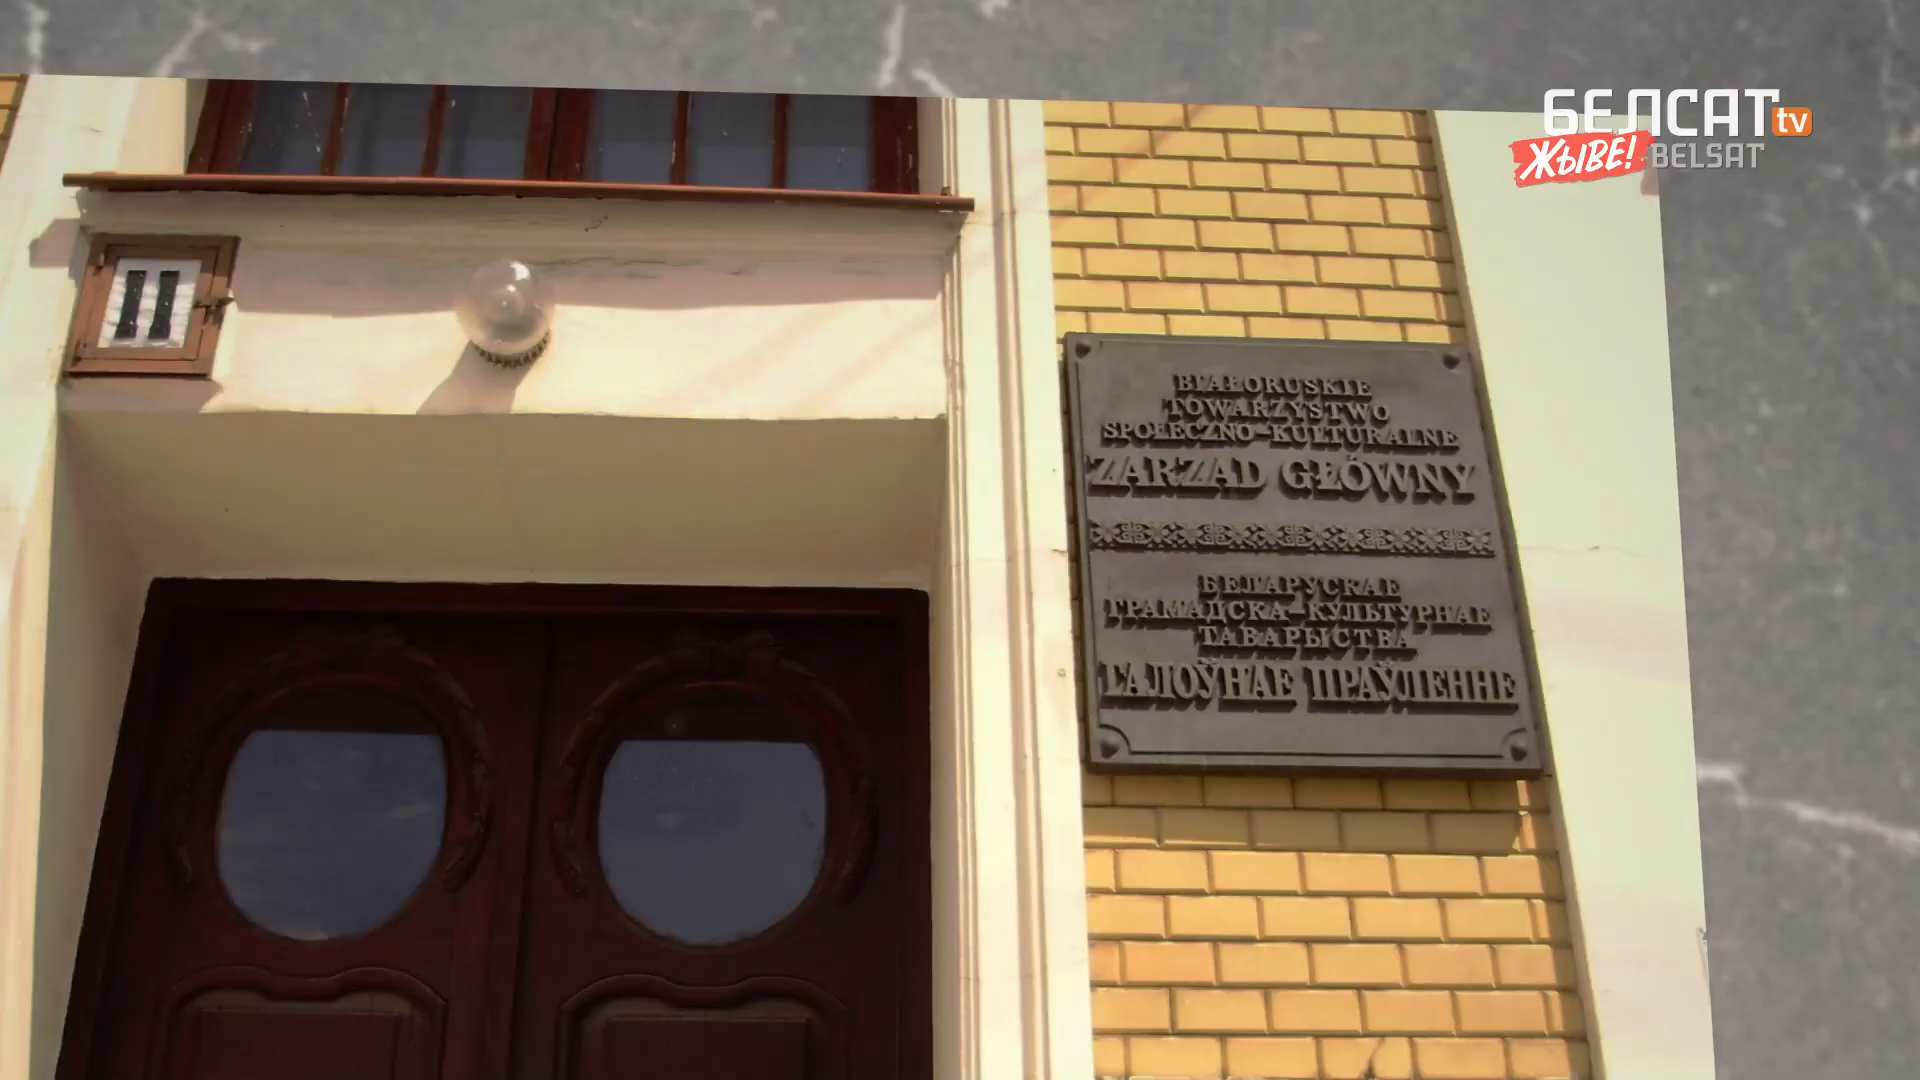 БЕЛСАТ tv
ЖЫВЕ! BELSAT
11
BIAŁORUSKIE
TOWARZYSTWO
SPOŁECZNO-KULTURALNE
ZARZĄD GŁÓWNY
БЕЛАРУСКАЕ
ГРАМАДСКА-КУЛЬТУРНАЕ
ТАВАРЫСТВА
ГАЛОЎНАЕ ПРАЎЛЕННЕ